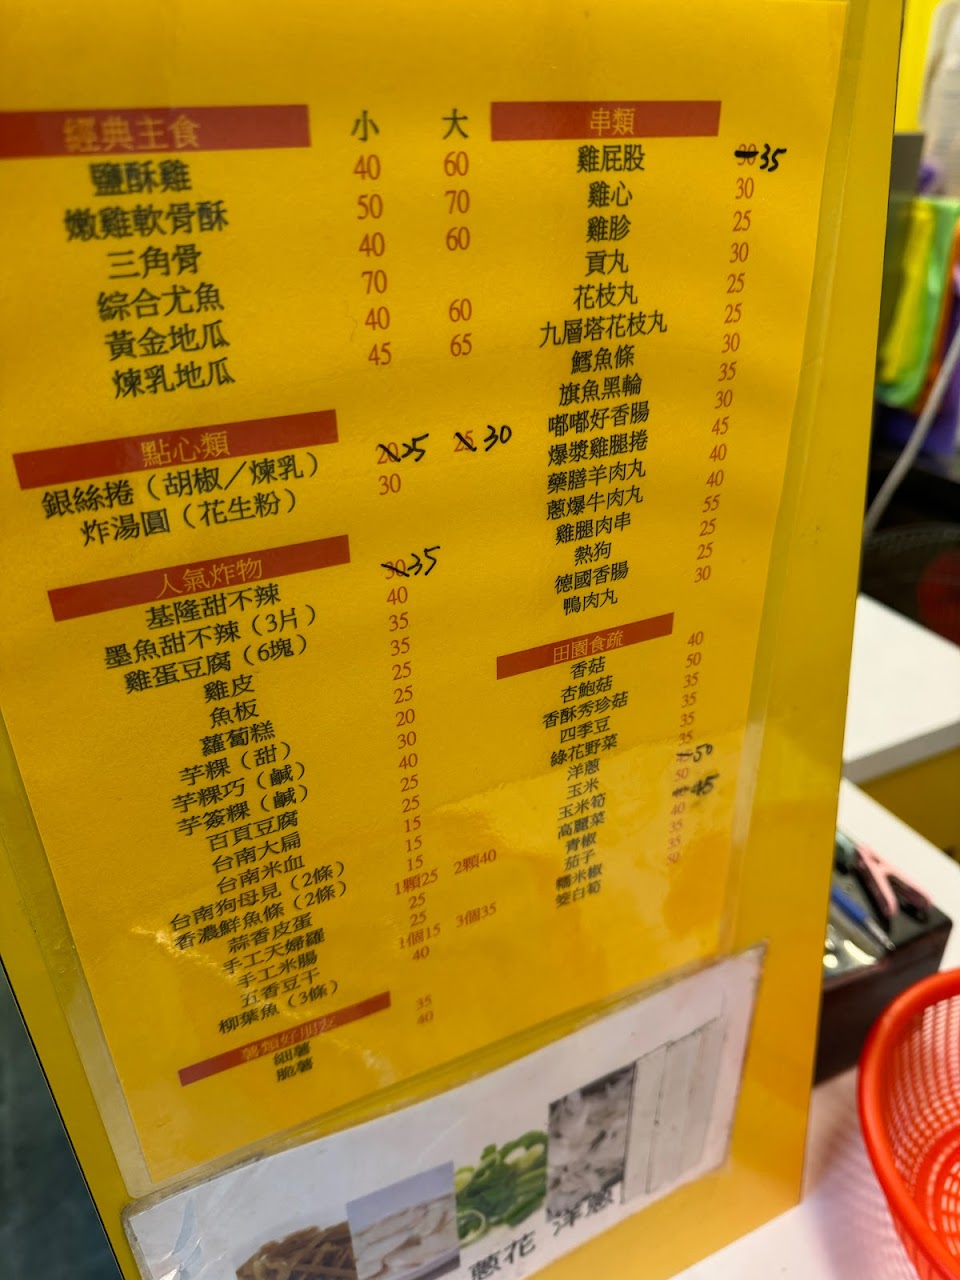 經典主食 小 大
鹽酥雞 40 60
嫩雞軟骨酥 50 70
三角骨 40 60
綜合尤魚 70
黃金地瓜 40 60
煉乳地瓜 45 65
點心類
銀絲捲（胡椒／煉乳） 20 25 25 30
炸湯圓（花生粉） 30
人氣炸物
基隆甜不辣 30 35
墨魚甜不辣（3片） 40
雞蛋豆腐（6塊） 35
雞皮 35
魚板 25
蘿蔔糕 25
芋粿（甜） 20
芋粿巧（鹹） 30
芋簽粿（鹹） 40
百頁豆腐 25
台南大扁 25
台南米血 15
台南狗母見（2條） 15
香濃鮮魚條（2條） 15
蒜香皮蛋 1顆25 2顆40
手工天婦羅 25
手工米腸 25
五香豆干 1個15 3個35
柳葉魚（3條） 40
薯類好朋友
細薯 35
脆薯 40
串類
雞屁股 30 35
雞心 30
雞胗 25
貢丸 30
花枝丸 25
九層塔花枝丸 25
鱈魚條 30
旗魚黑輪 35
嘟嘟好香腸 30
爆漿雞腿捲 45
藥膳羊肉丸 40
蔥爆牛肉丸 40
雞腿肉串 55
熱狗 25
德國香腸 25
鴨肉丸 30
田園食蔬
香菇 40
杏鮑菇 50
香酥秀珍菇 35
四季豆 35
綠花野菜 35
洋蔥 35
玉米 50
玉米筍 50
高麗菜 45
青椒 40
茄子 35
糯米椒 35
筊白筍 50
蔥花 洋蔥